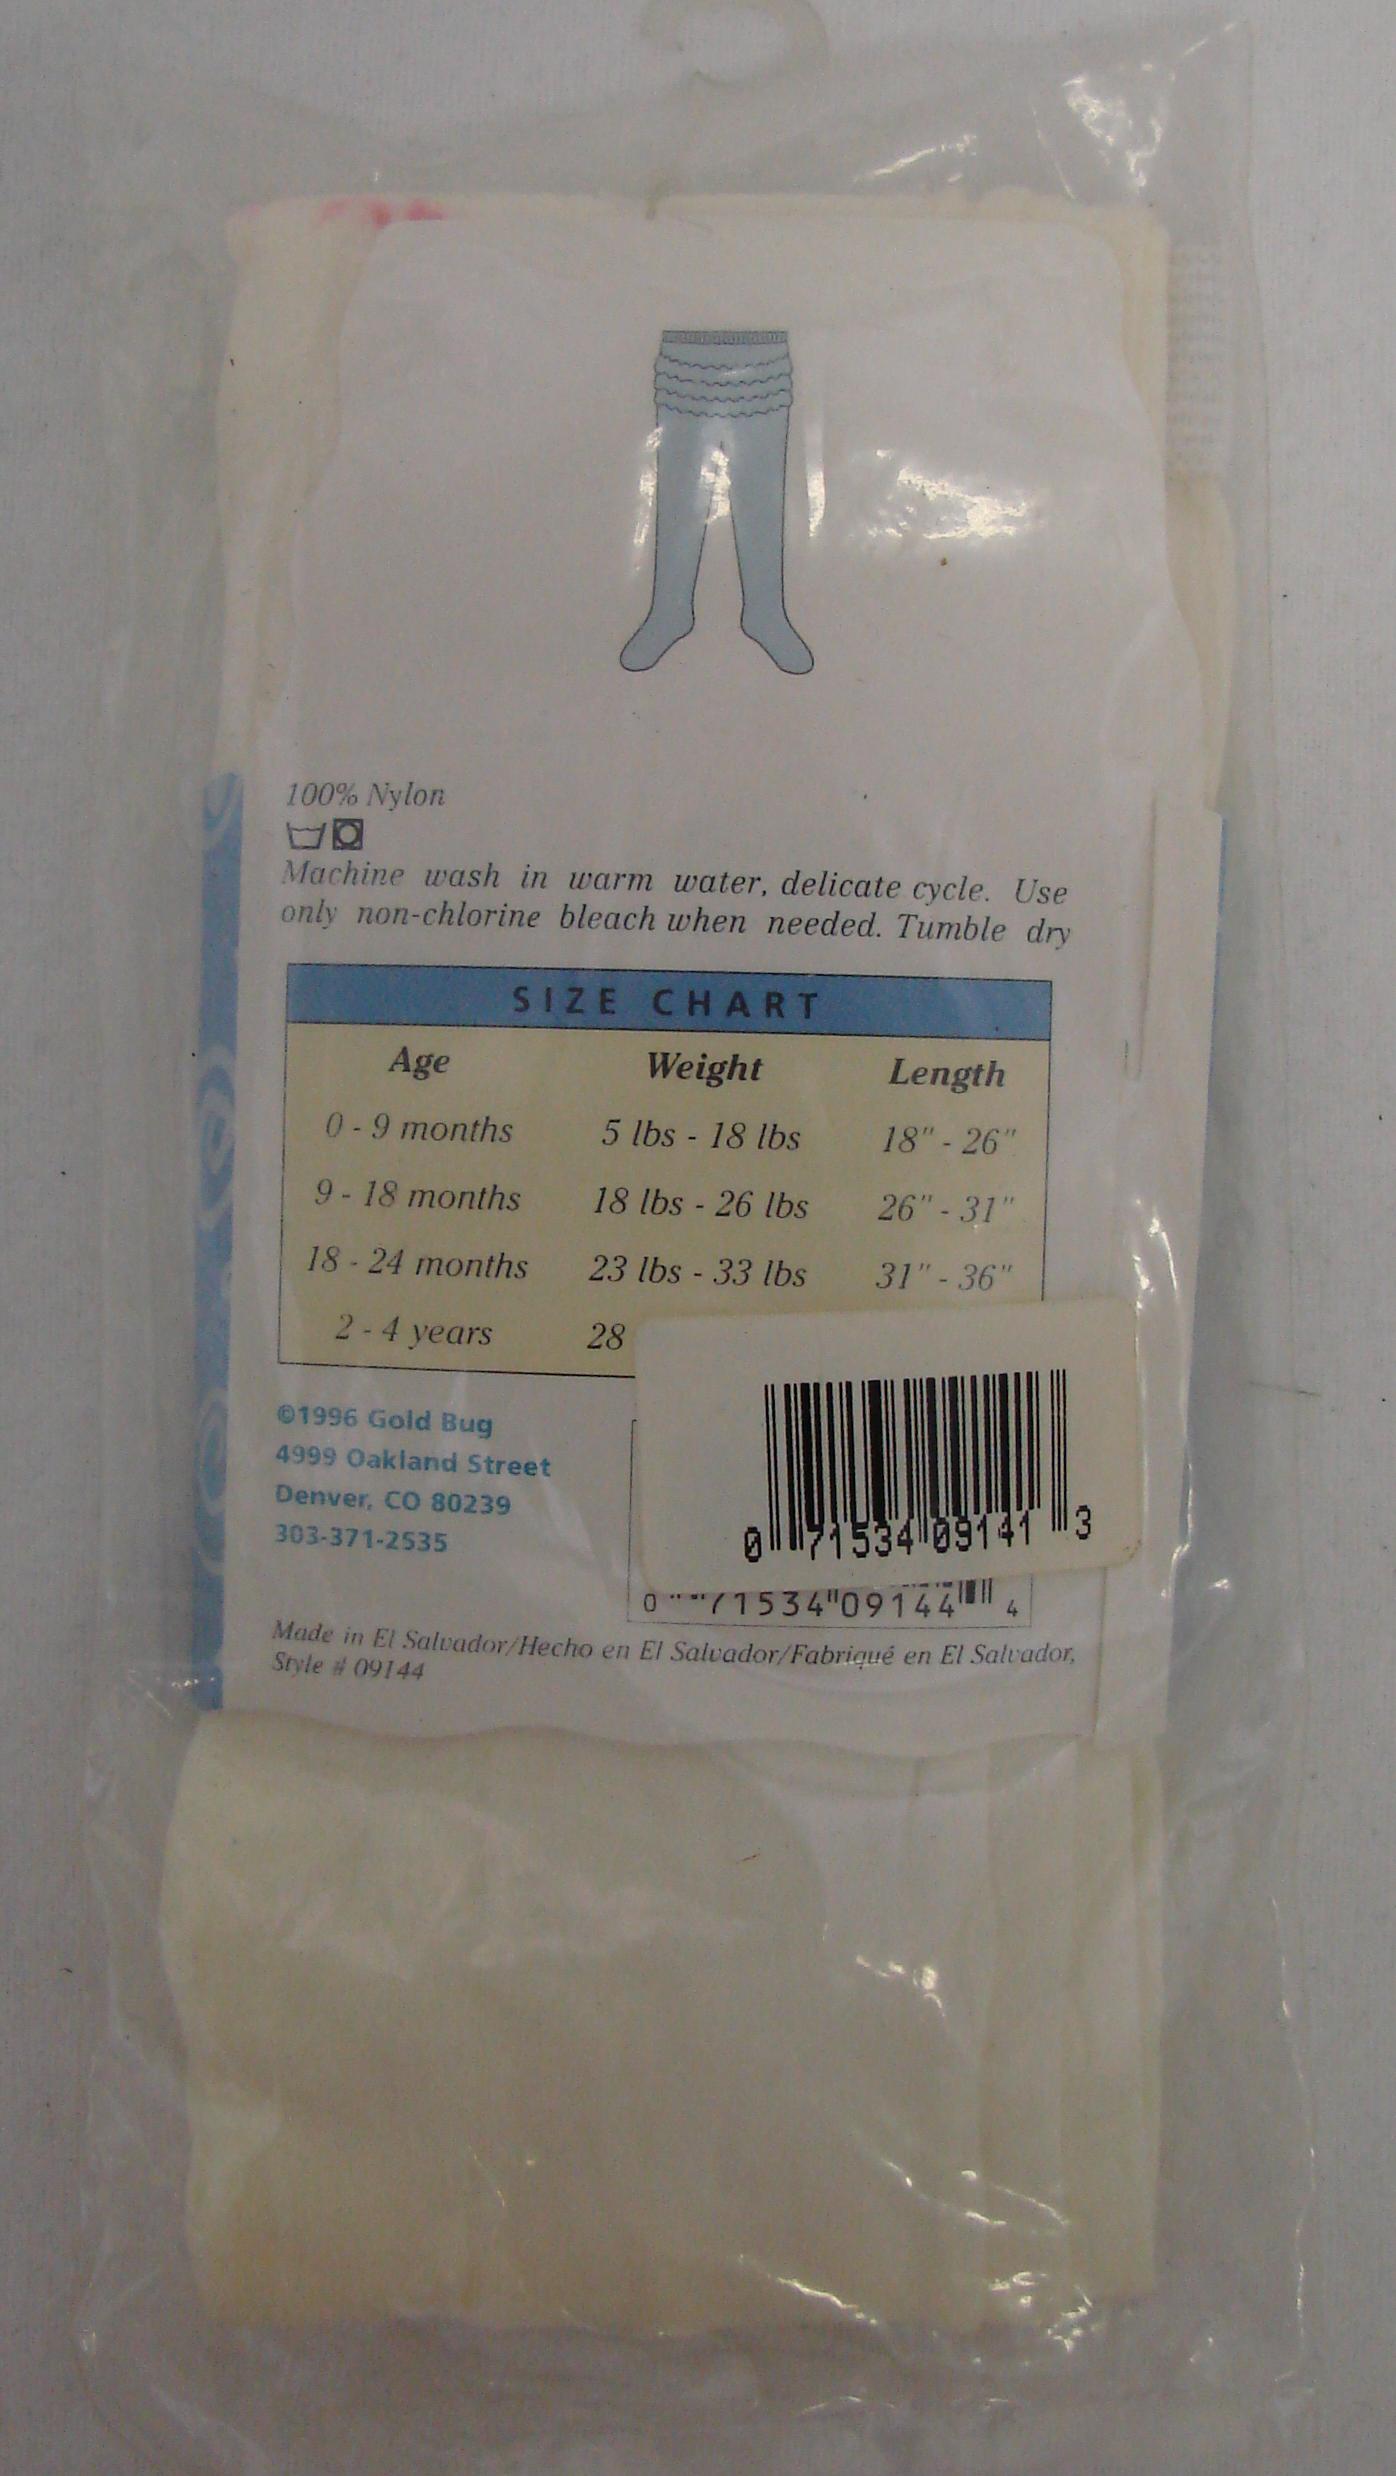 100% Nylon
Machine wash in warm water, delicate cycle. Use
only non-chlorine bleach when needed. Tumble dry
SIZE CHART
Age Weight Length
0 - 9 months 5 lbs - 18 lbs 18" - 26"
9 - 18 months 18 lbs - 26 lbs 26" - 31"
18 - 24 months 23 lbs - 33 lbs 31" - 36"
2 - 4 years 28
©1996 Gold Bug
4999 Oakland Street
Denver, CO 80239
303-371-2535
0 71534 09141 3
0 71534 09144 4
Made in El Salvador/Hecho en El Salvador/Fabriqué en El Salvador,
Style # 09144